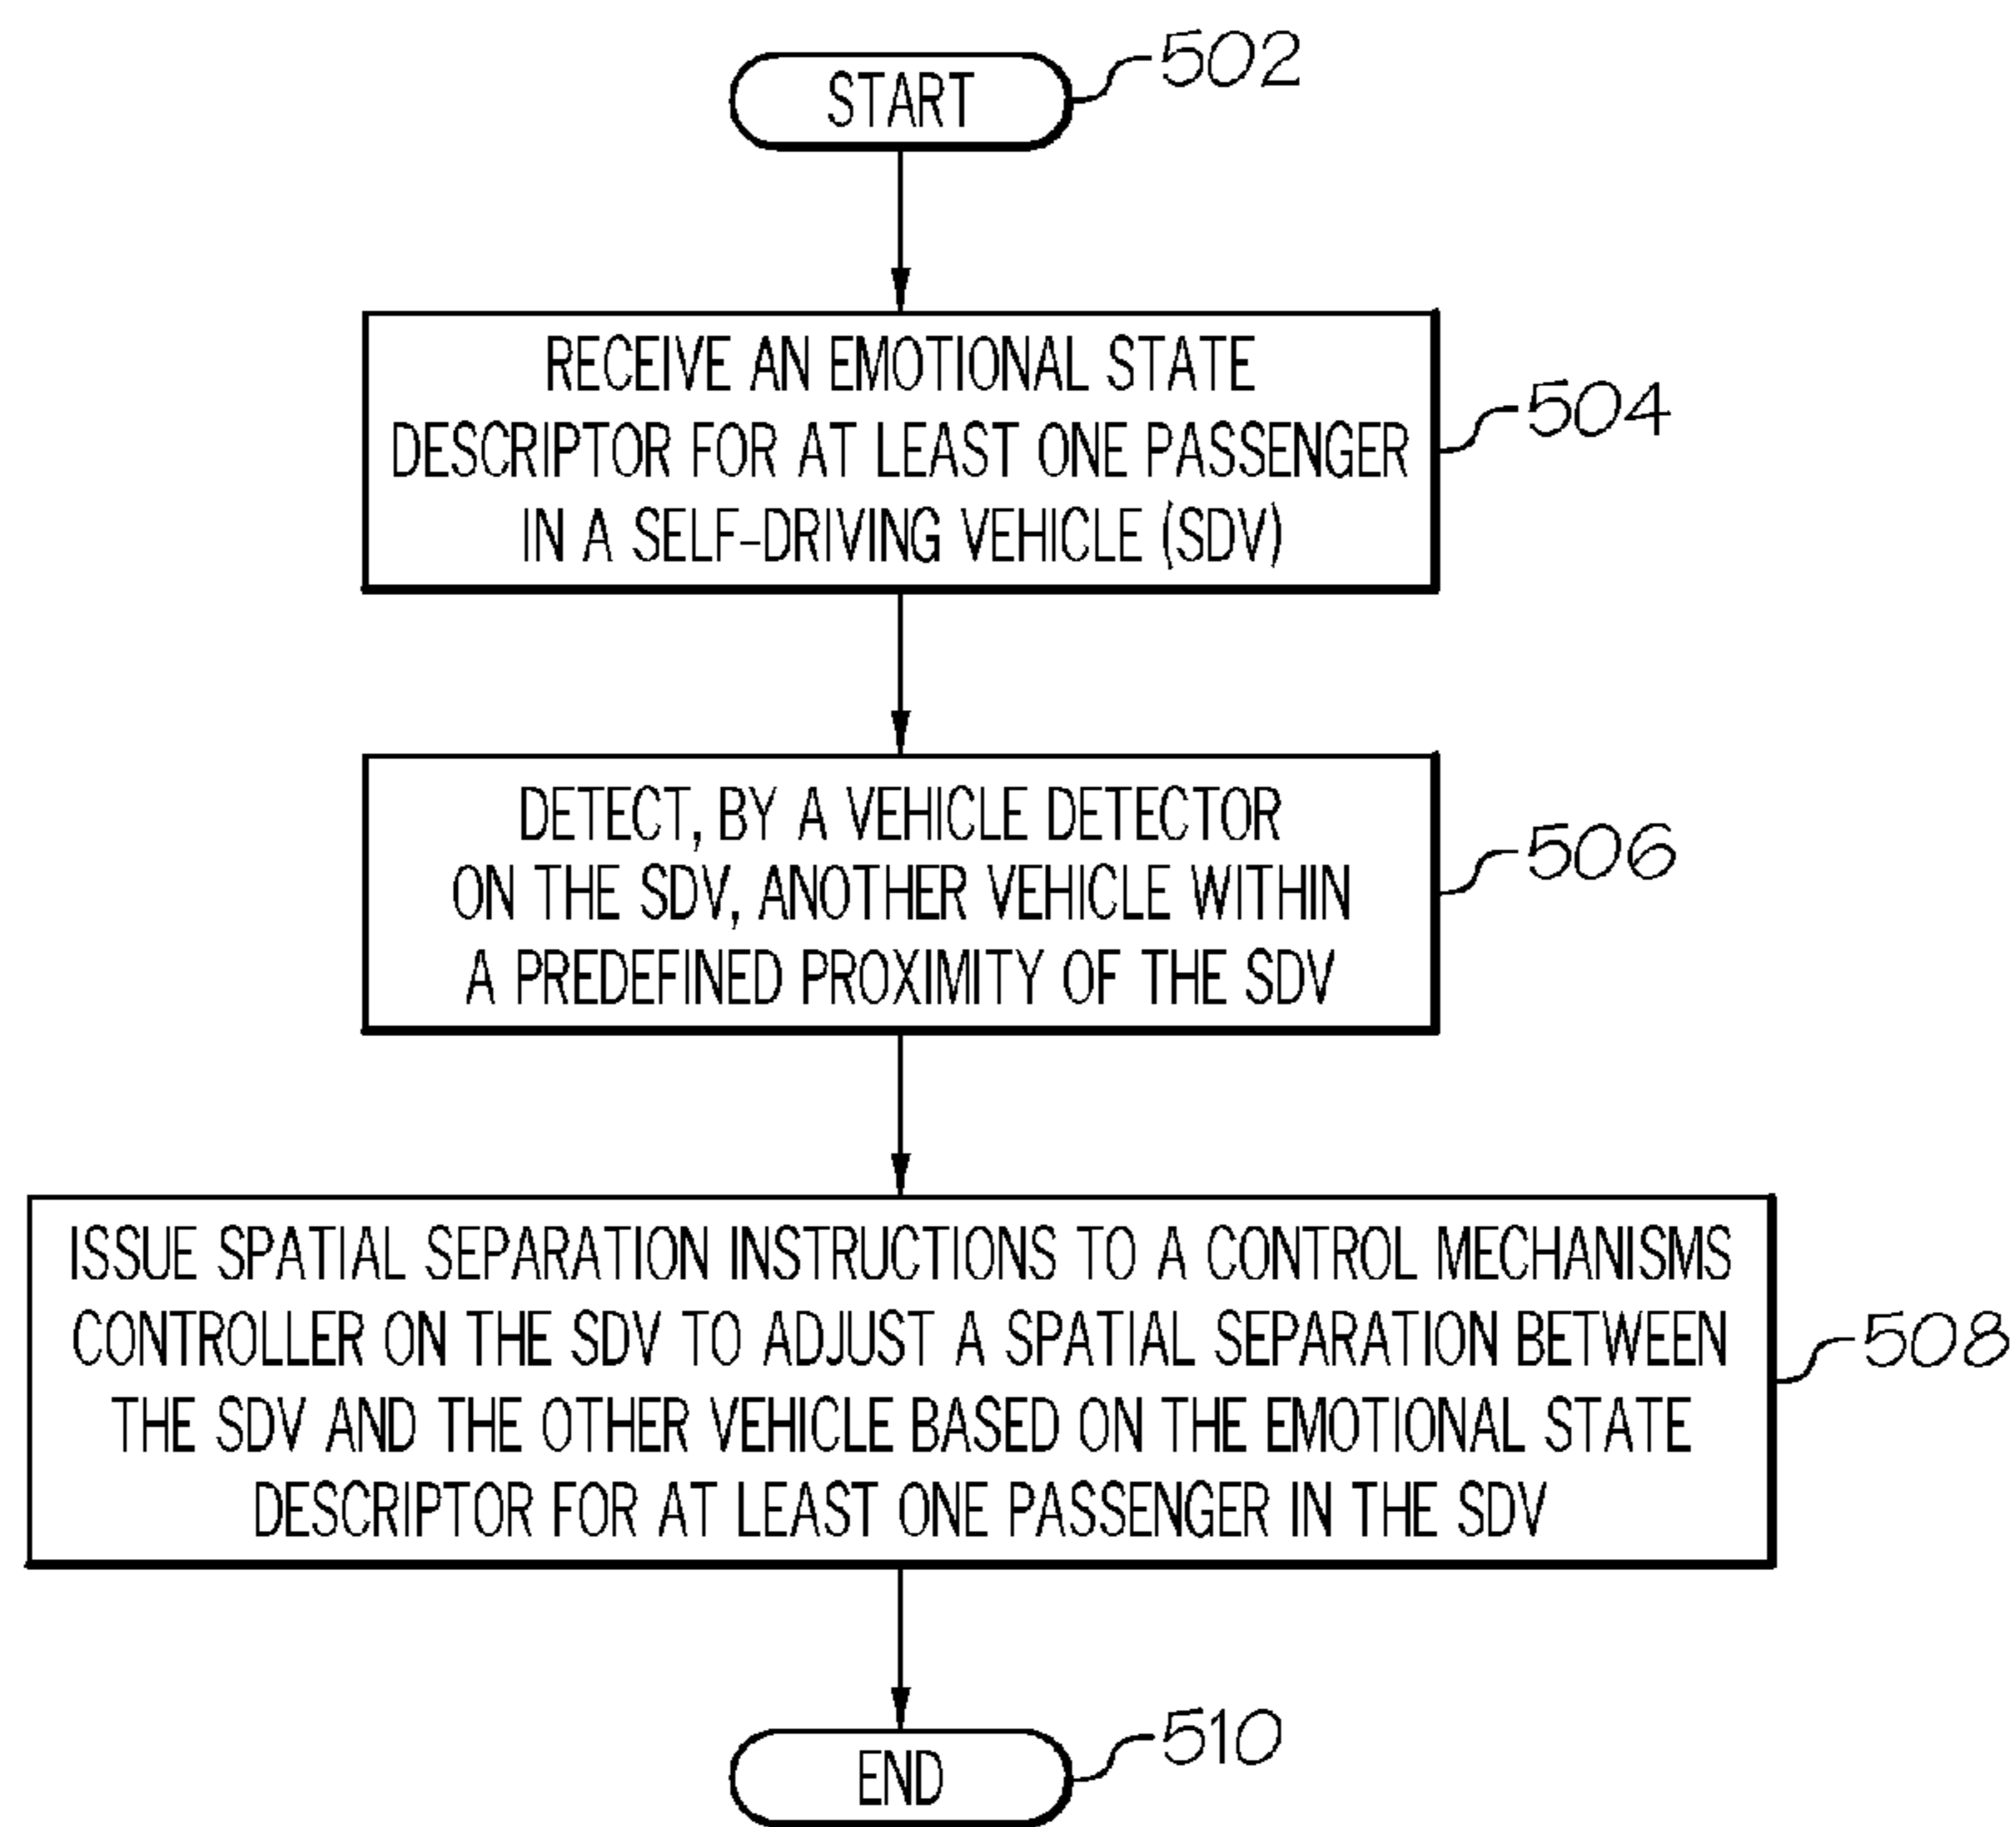 START
502
RECEIVE AN EMOTIONAL STATE
DESCRIPTOR FOR AT LEAST ONE PASSENGER
IN A SELF-DRIVING VEHICLE (SDV)
504
DETECT, BY A VEHICLE DETECTOR
ON THE SDV, ANOTHER VEHICLE WITHIN
A PREDEFINED PROXIMITY OF THE SDV
506
ISSUE SPATIAL SEPARATION INSTRUCTIONS TO A CONTROL MECHANISMS
CONTROLLER ON THE SDV TO ADJUST A SPATIAL SEPARATION BETWEEN
THE SDV AND THE OTHER VEHICLE BASED ON THE EMOTIONAL STATE
DESCRIPTOR FOR AT LEAST ONE PASSENGER IN THE SDV
508
END
510